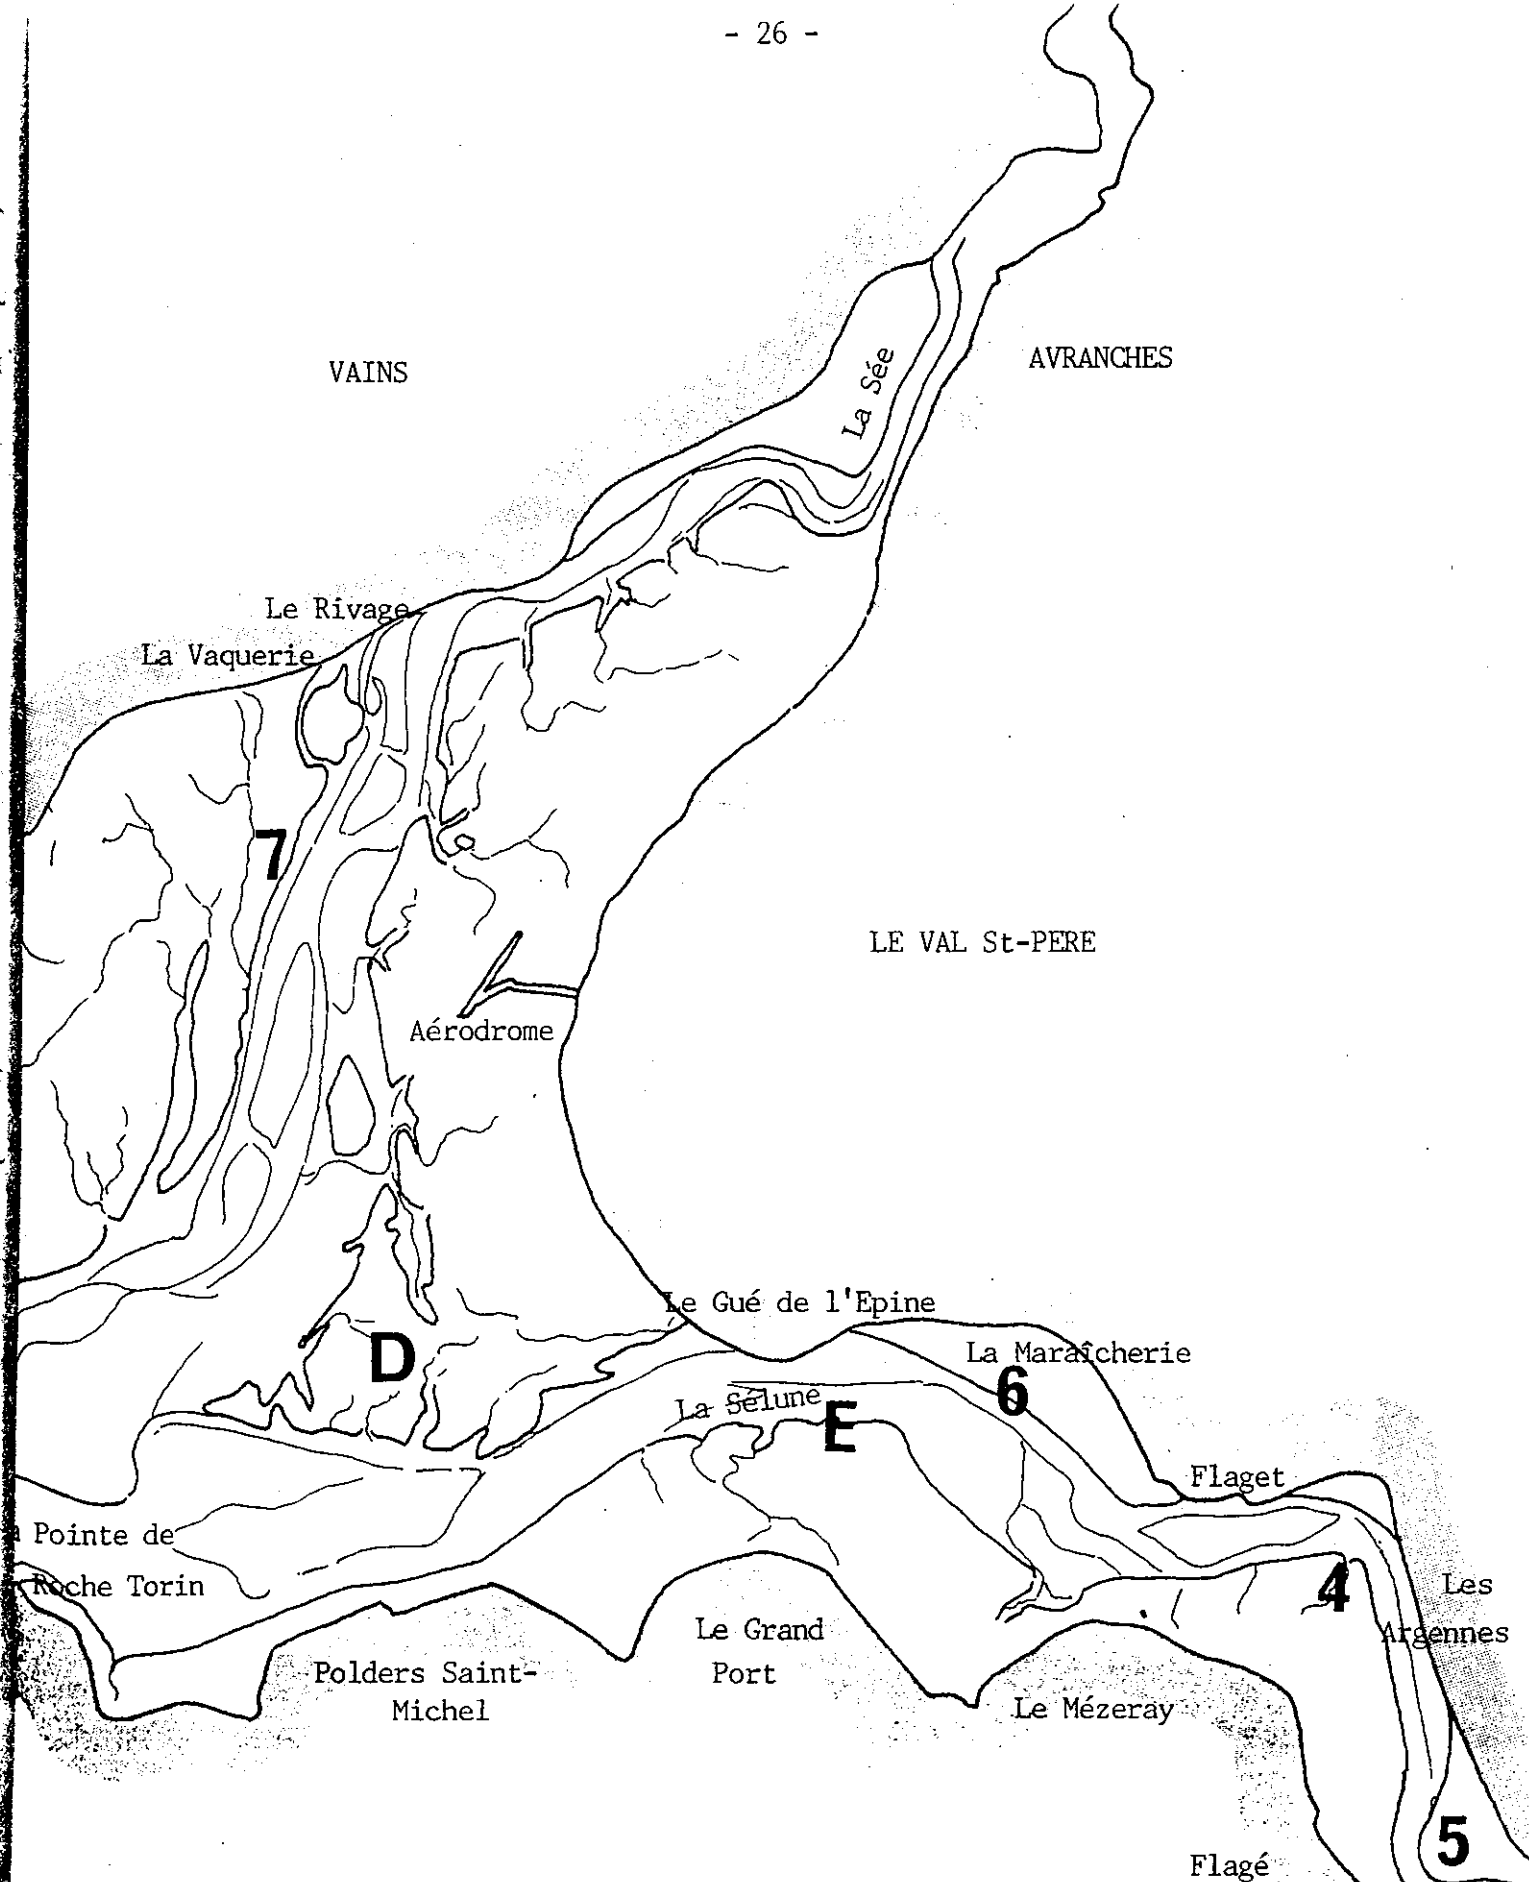 - 26 -
VAINS
AVRANCHES
La Sée
Le Rivage
La Vaquerie
7
LE VAL St-PERE
Aérodrome
Le Gué de l'Epine
La Maraîcherie
D
6
La Sélune
E
Flaget
Pointe de
Roche Torin
4
Les
Argennes
Le Grand
Port
Polders Saint-
Michel
Le Mézeray
5
Flagé